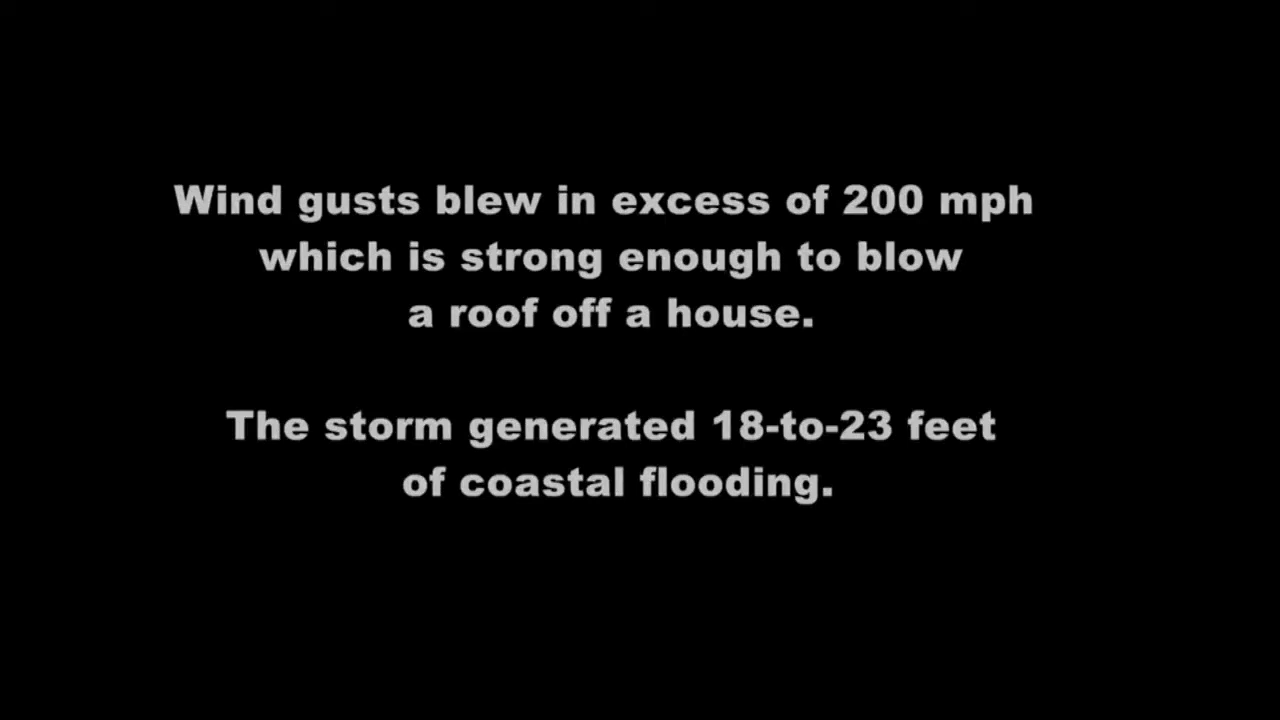 Wind gusts blew in excess of 200 mph
which is strong enough to blow
a roof off a house.
The storm generated 18-to-23 feet
of coastal flooding.